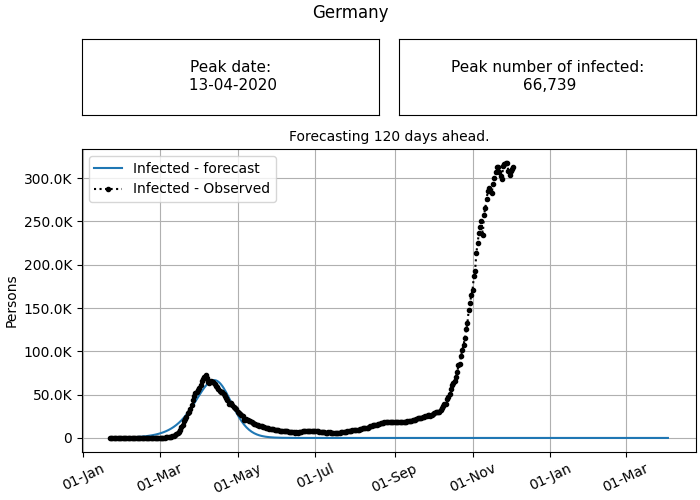 Germany
Peak date:
13-04-2020
Peak number of infected:
66,739
Forecasting 120 days ahead.
Infected - forecast
Infected - Observed
Persons
300.0K
250.0K
200.0K
150.0K
100.0K
50.0K
0
01-Jan
01-Mar
01-May
01-Jul
01-Sep
01-Nov
01-Jan
01-Mar